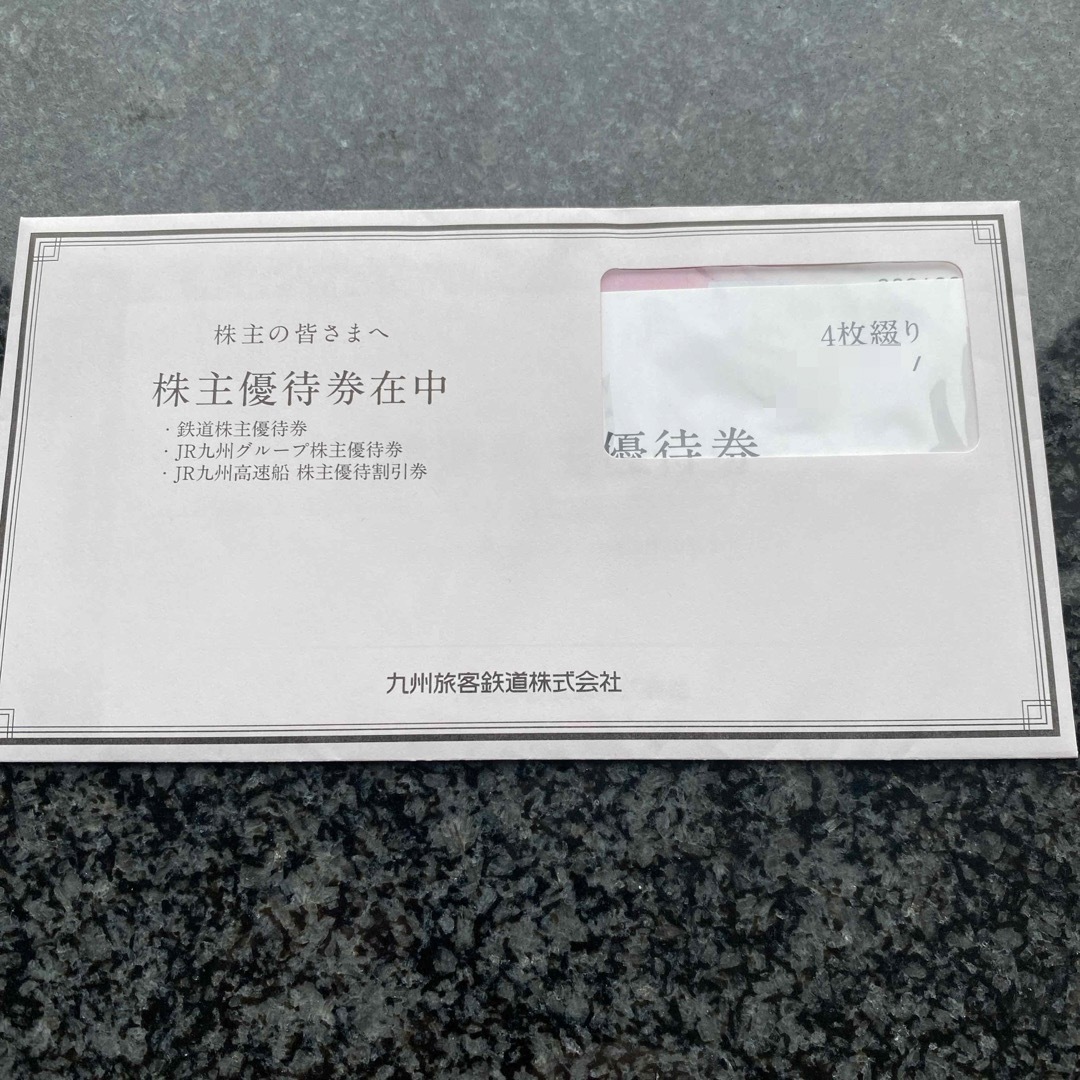 株主の皆さまへ
株主優待券在中
・鉄道株主優待券
・JR九州グループ株主優待券
・JR九州高速船 株主優待割引券
4枚綴り
優待券
九州旅客鉄道株式会社